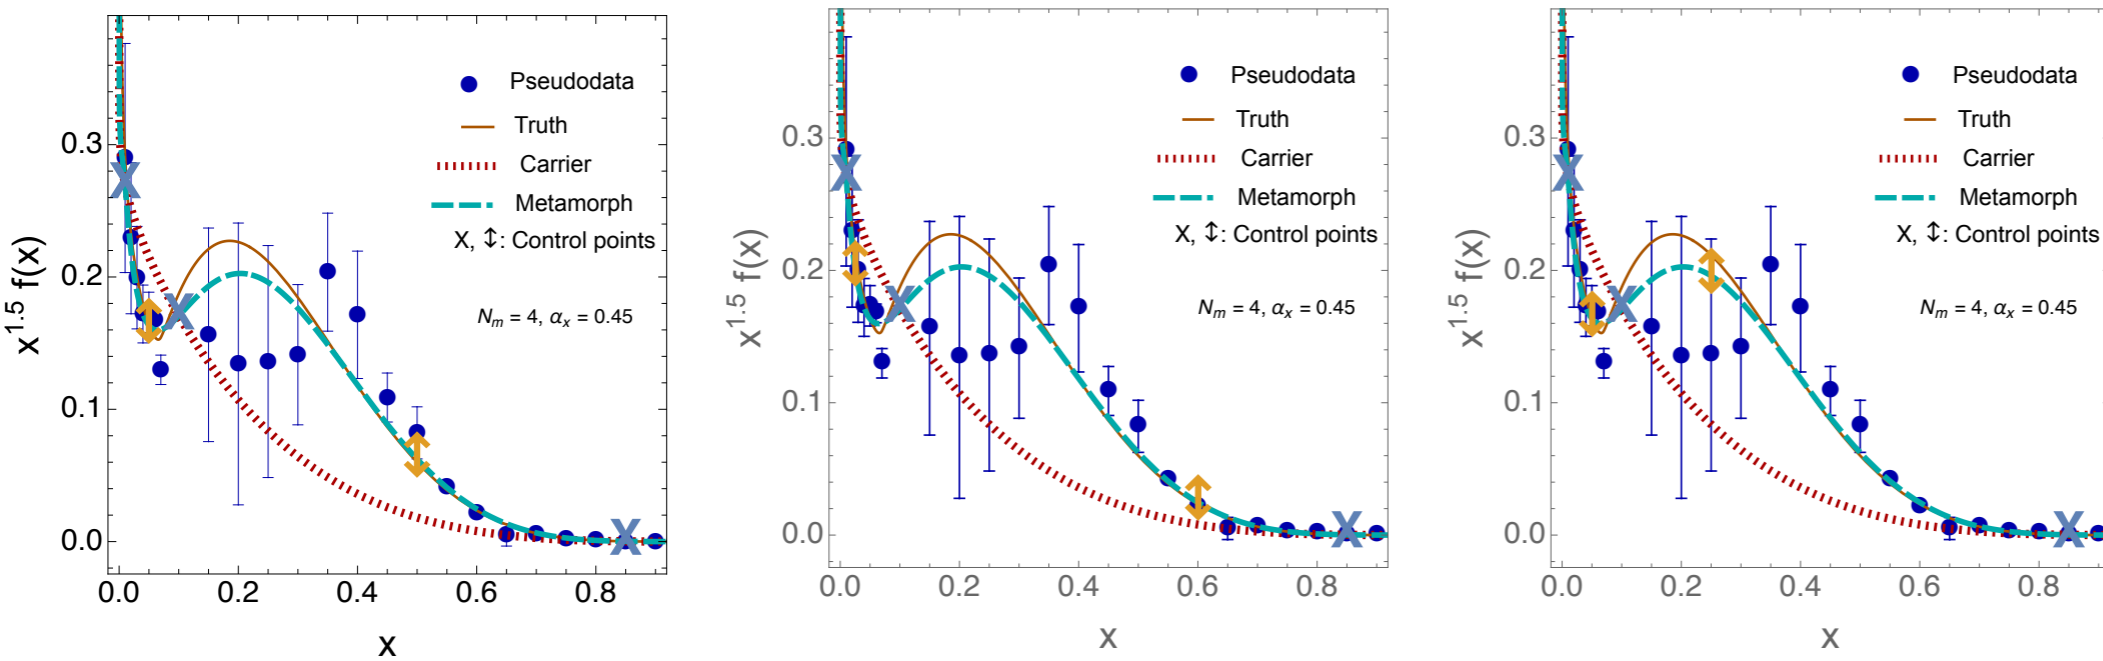 Pseudodata
Truth
Carrier
Metamorph
X, ↕: Control points
N_m = 4, α_x = 0.45
0.3
0.2
0.1
0.0
x^1.5 f(x)
0.0 0.2 0.4 0.6 0.8
x
Pseudodata
Truth
Carrier
Metamorph
X, ↕: Control points
N_m = 4, α_x = 0.45
0.3
0.2
0.1
0.0
x^1.5 f(x)
0.0 0.2 0.4 0.6 0.8
x
Pseudodata
Truth
Carrier
Metamorph
X, ↕: Control points
N_m = 4, α_x = 0.45
0.3
0.2
0.1
0.0
x^1.5 f(x)
0.0 0.2 0.4 0.6 0.8
x